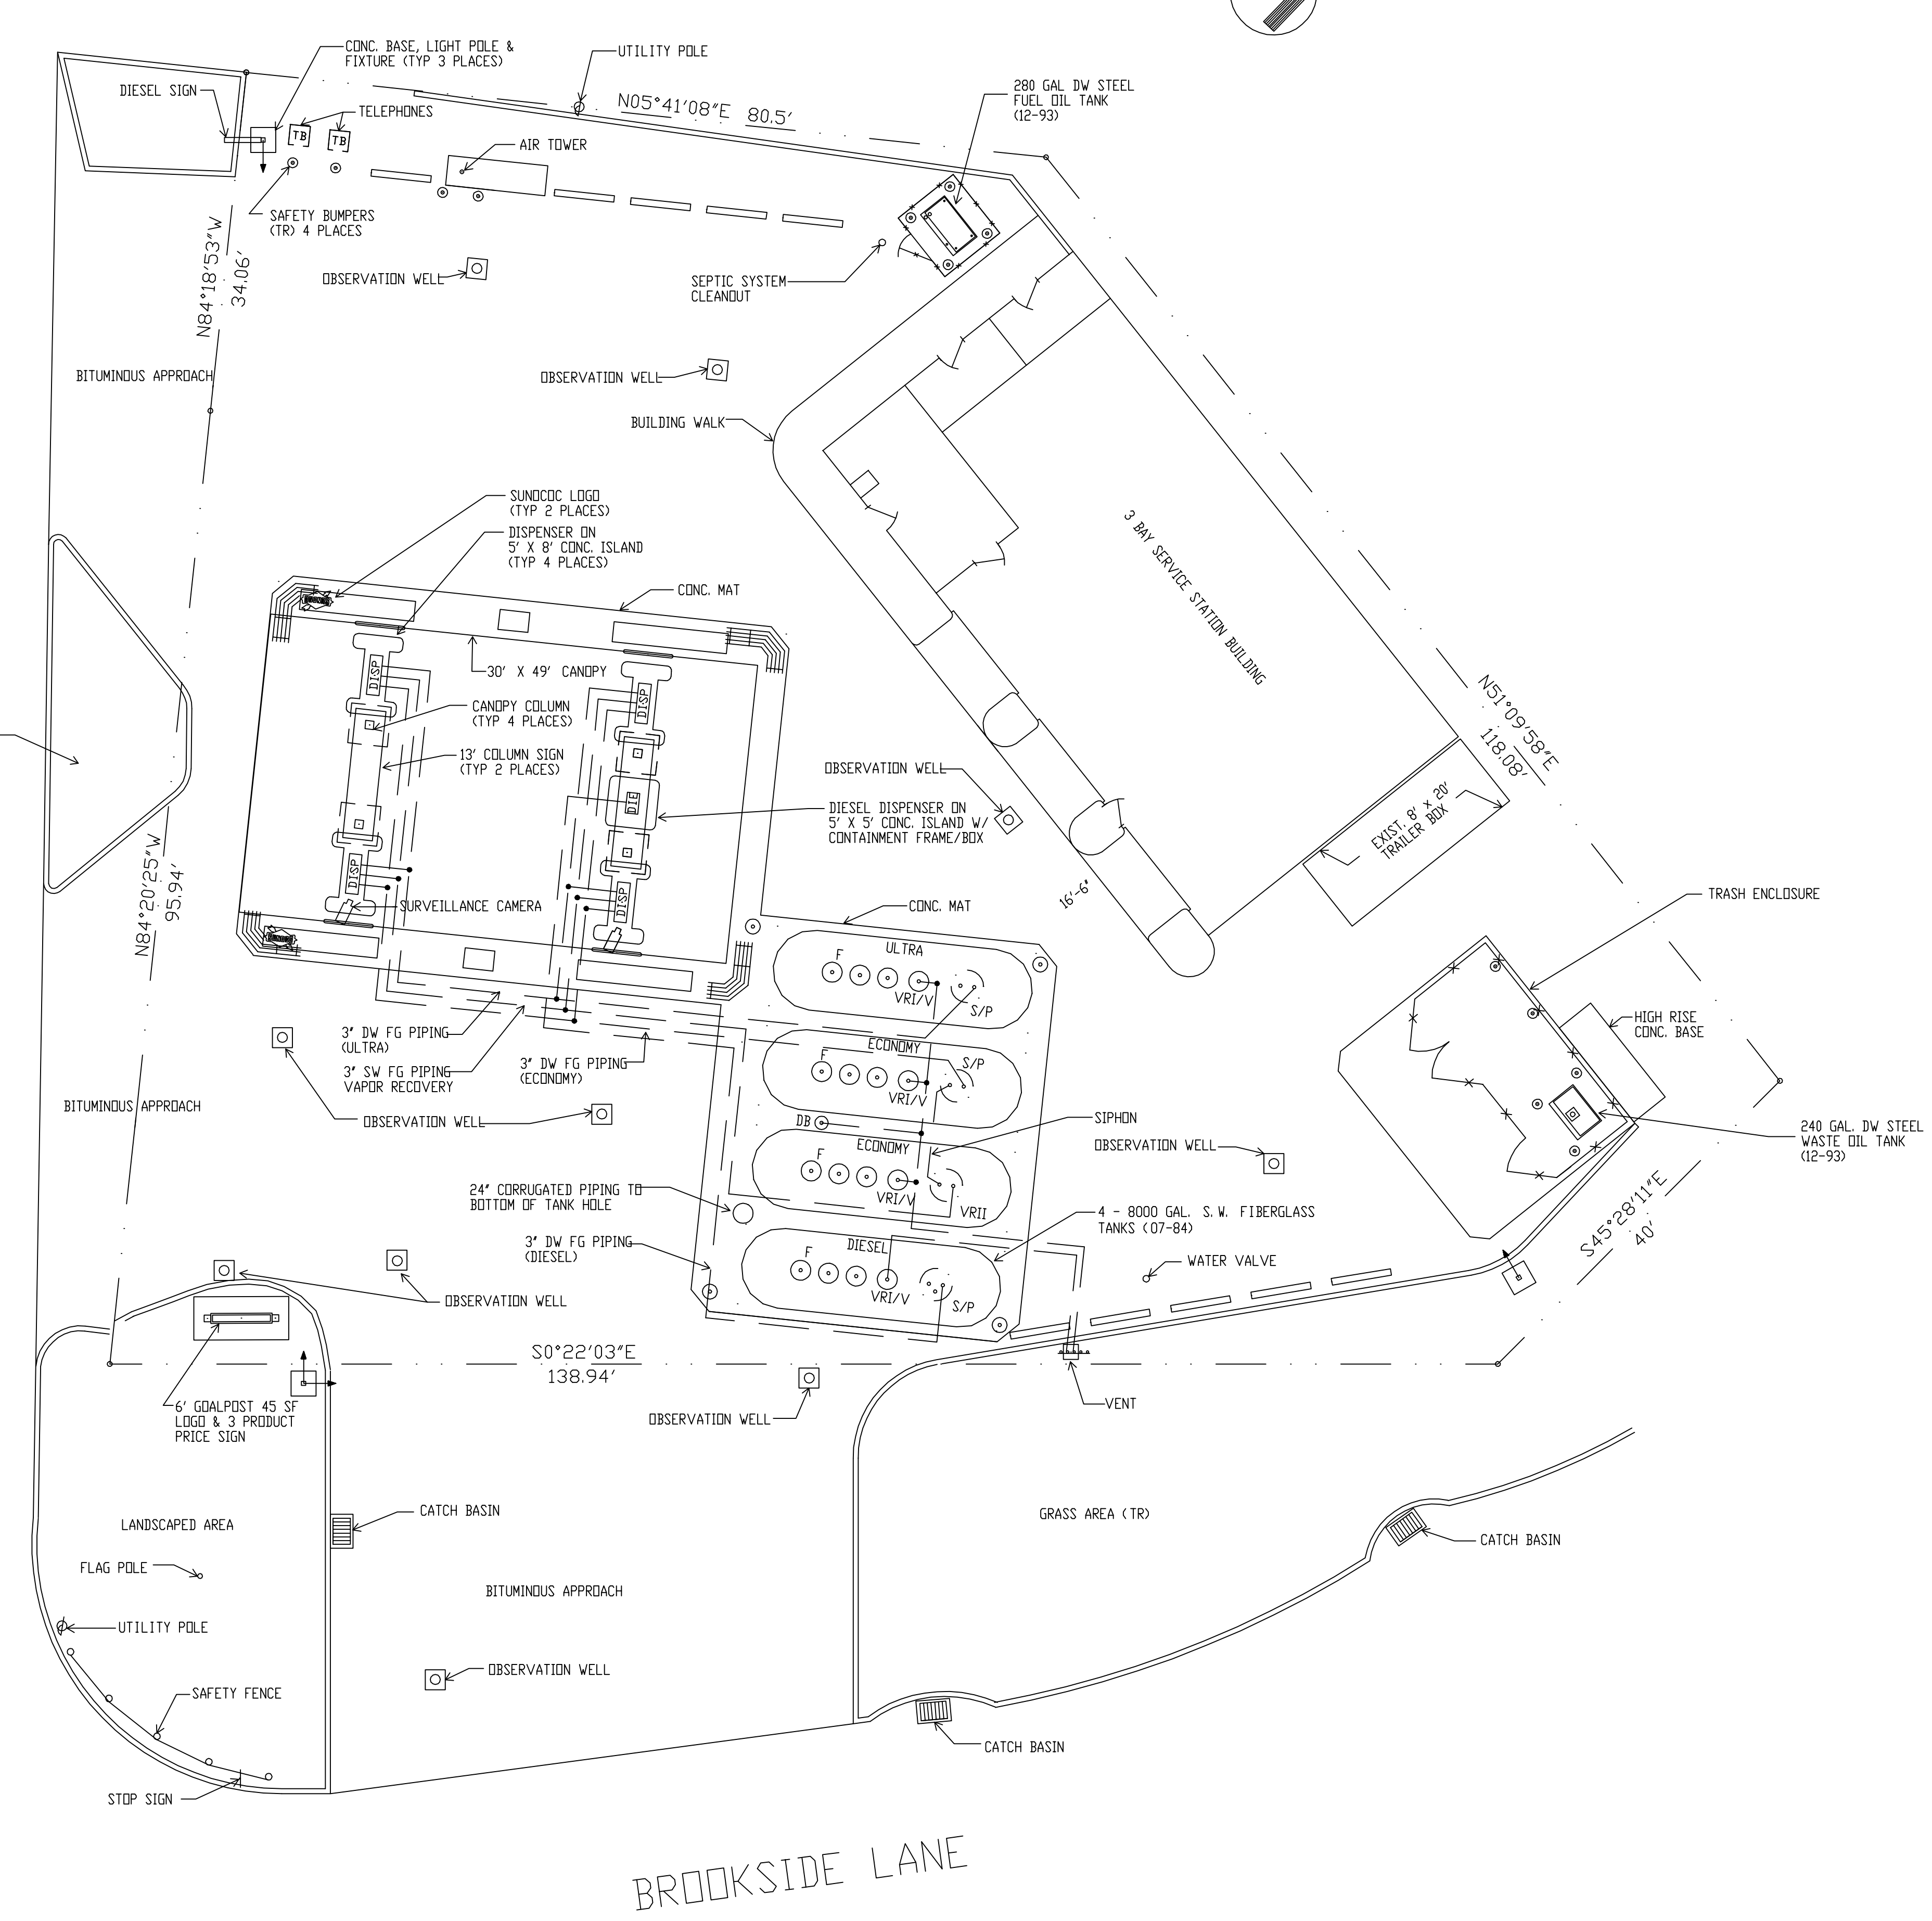 CONC. BASE, LIGHT POLE &
FIXTURE (TYP 3 PLACES)
UTILITY POLE
DIESEL SIGN
TELEPHONES
TB
TB
N05°41'08"E 80.5'
280 GAL DW STEEL
FUEL OIL TANK
(12-93)
AIR TOWER
SAFETY BUMPERS
(TR) 4 PLACES
N84°18'53"W
34.06'
OBSERVATION WELL
SEPTIC SYSTEM
CLEANOUT
BITUMINOUS APPROACH
OBSERVATION WELL
BUILDING WALK
SUNOCOC LOGO
(TYP 2 PLACES)
DISPENSER ON
5' X 8' CONC. ISLAND
(TYP 4 PLACES)
CONC. MAT
3 BAY SERVICE STATION BUILDING
30' X 49' CANOPY
DISP
DISP
CANOPY COLUMN
(TYP 4 PLACES)
13' COLUMN SIGN
(TYP 2 PLACES)
N51°09'58"E
118.08'
OBSERVATION WELL
DIE
DIESEL DISPENSER ON
5' X 5' CONC. ISLAND W/
CONTAINMENT FRAME/BOX
EXIST. 8' X 20'
TRAILER BOX
N84°20'25"W
95.94'
DISP
DISP
SURVEILLANCE CAMERA
16'-6"
CONC. MAT
TRASH ENCLOSURE
ULTRA
F
VRI/V
S/P
3" DW FG PIPING
(ULTRA)
HIGH RISE
CONC. BASE
3" SW FG PIPING
VAPOR RECOVERY
3" DW FG PIPING
(ECONOMY)
ECONOMY
F
S/P
VRI/V
BITUMINOUS APPROACH
OBSERVATION WELL
DB
SIPHON
OBSERVATION WELL
240 GAL. DW STEEL
WASTE OIL TANK
(12-93)
ECONOMY
F
VRI/V
VRII
24" CORRUGATED PIPING TO
BOTTOM OF TANK HOLE
4 - 8000 GAL. S.W. FIBERGLASS
TANKS (07-84)
S45°28'11"E
40'
3" DW FG PIPING
(DIESEL)
DIESEL
F
VRI/V
S/P
WATER VALVE
OBSERVATION WELL
S0°22'03"E
138.94'
6' GOALPOST 45 SF
LOGO & 3 PRODUCT
PRICE SIGN
OBSERVATION WELL
VENT
CATCH BASIN
GRASS AREA (TR)
LANDSCAPED AREA
CATCH BASIN
FLAG POLE
BITUMINOUS APPROACH
UTILITY POLE
OBSERVATION WELL
SAFETY FENCE
CATCH BASIN
STOP SIGN
BROOKSIDE LANE